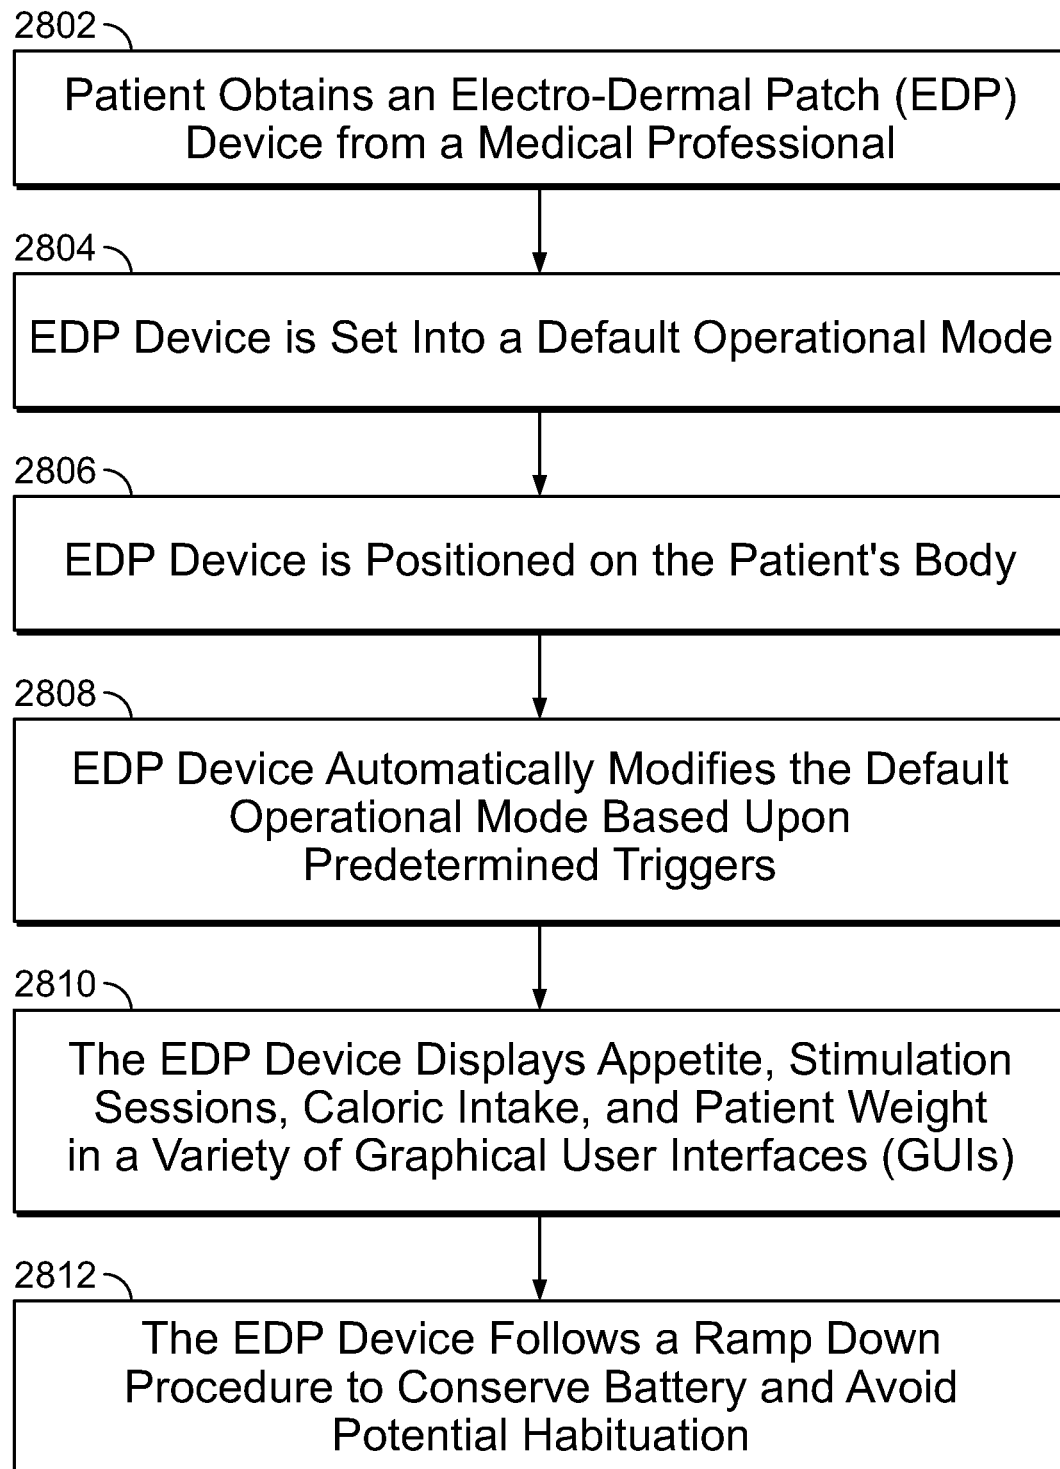 2802
Patient Obtains an Electro-Dermal Patch (EDP)
Device from a Medical Professional
2804
EDP Device is Set Into a Default Operational Mode
2806
EDP Device is Positioned on the Patient's Body
2808
EDP Device Automatically Modifies the Default
Operational Mode Based Upon
Predetermined Triggers
2810
The EDP Device Displays Appetite, Stimulation
Sessions, Caloric Intake, and Patient Weight
in a Variety of Graphical User Interfaces (GUIs)
2812
The EDP Device Follows a Ramp Down
Procedure to Conserve Battery and Avoid
Potential Habituation